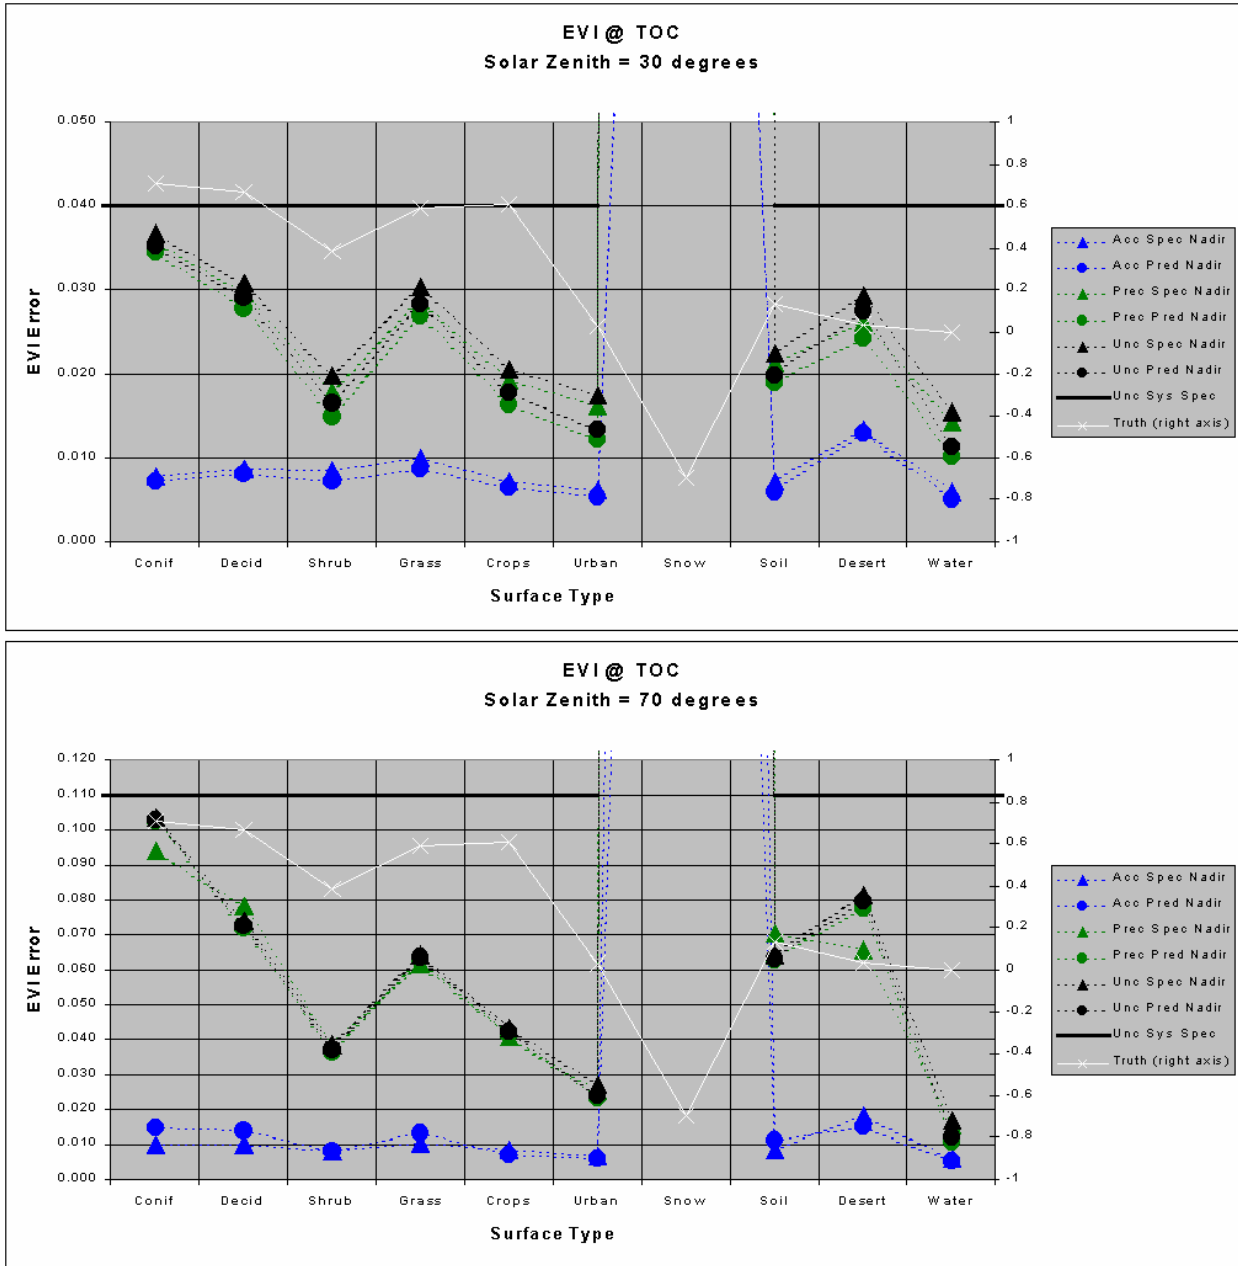 EVI @ TOC
Solar Zenith = 30 degrees
0.050
0.040
0.030
0.020
0.010
0.000
EVI Error
1
0.8
0.6
0.4
0.2
0
-0.2
-0.4
-0.6
-0.8
-1
Conif Decid Shrub Grass Crops Urban Snow Soil Desert Water
Surface Type
Acc Spec Nadir
Acc Pred Nadir
Prec Spec Nadir
Prec Pred Nadir
Unc Spec Nadir
Unc Pred Nadir
Unc Sys Spec
Truth (right axis)
EVI @ TOC
Solar Zenith = 70 degrees
0.120
0.110
0.100
0.090
0.080
0.070
0.060
0.050
0.040
0.030
0.020
0.010
0.000
EVI Error
1
0.8
0.6
0.4
0.2
0
-0.2
-0.4
-0.6
-0.8
-1
Conif Decid Shrub Grass Crops Urban Snow Soil Desert Water
Surface Type
Acc Spec Nadir
Acc Pred Nadir
Prec Spec Nadir
Prec Pred Nadir
Unc Spec Nadir
Unc Pred Nadir
Unc Sys Spec
Truth (right axis)